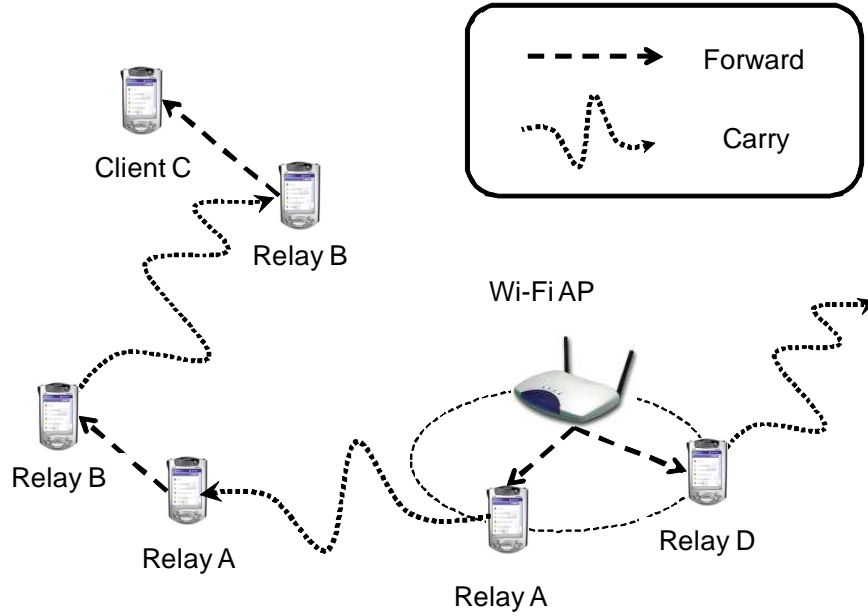 Forward
Carry
Client C
Relay B
Wi-Fi AP
Relay B
Relay A
Relay D
Relay A